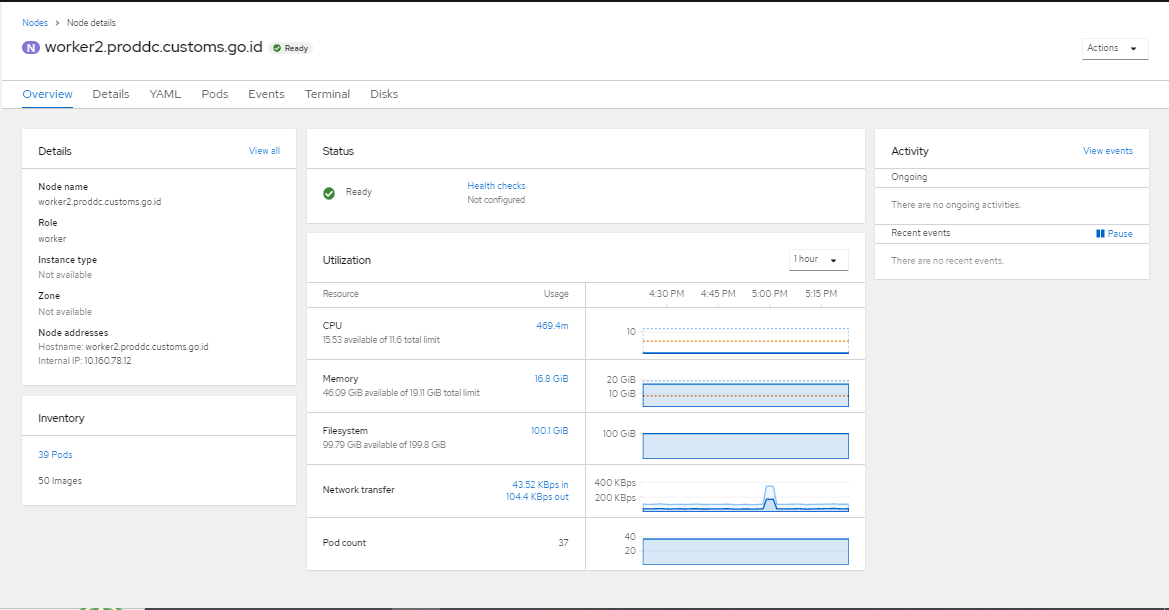 Nodes > Node details
N worker2.proddc.customs.go.id Ready
Actions
Overview Details YAML Pods Events Terminal Disks
Details View all
Node name
worker2.proddc.customs.go.id
Role
worker
Instance type
Not available
Zone
Not available
Node addresses
Hostname: worker2.proddc.customs.go.id
Internal IP: 10.160.78.12
Inventory
39 Pods
50 Images
Status
Ready
Health checks
Not configured
Utilization 1 hour
Resource Usage 4:30 PM 4:45 PM 5:00 PM 5:15 PM
CPU 469.4m
15.53 available of 11.6 total limit
10
Memory 16.8 GiB
46.09 GiB available of 19.11 GiB total limit
20 GiB
10 GiB
Filesystem 100.1 GiB
99.79 GiB available of 199.8 GiB
100 GiB
Network transfer
43.52 KBps in
104.4 KBps out
400 KBps
200 KBps
Pod count 37
40
20
Activity View events
Ongoing
There are no ongoing activities.
Recent events Pause
There are no recent events.